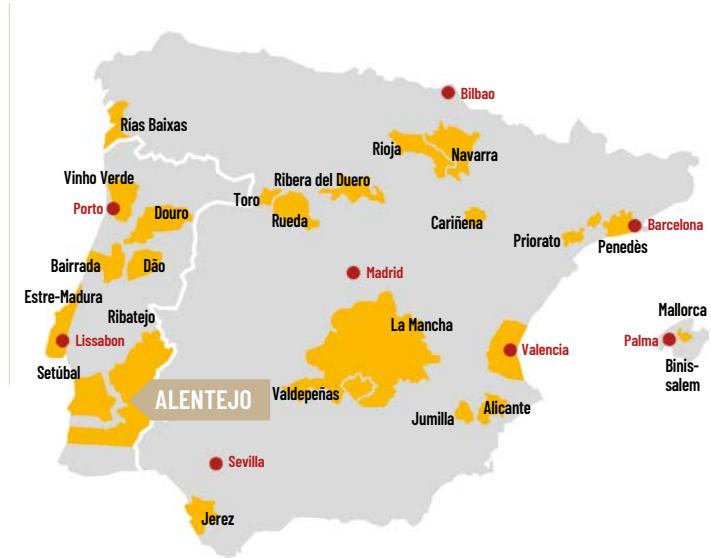 Bilbao
Rías Baixas
Rioja
Navarra
Vinho Verde
Ribera del Duero
Toro
Porto
Douro
Rueda
Cariñena
Barcelona
Priorato
Penedès
Bairrada
Dão
Madrid
Estre-Madura
Ribatejo
Mallorca
La Mancha
Lissabon
Valencia
Palma
Binis-
salem
Setúbal
ALENTEJO
Valdepeñas
Alicante
Jumilla
Sevilla
Jerez